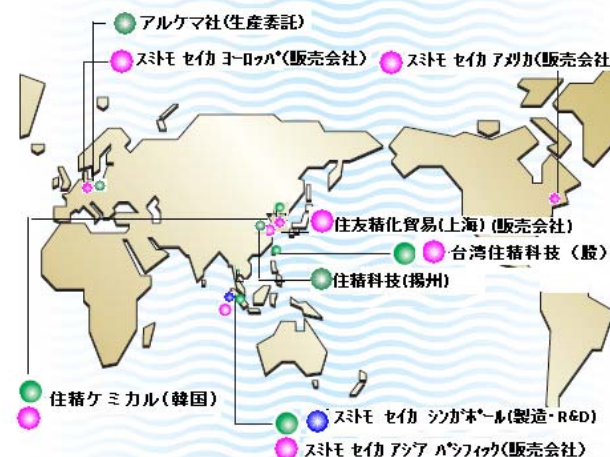 アルケマ社(生産委託)
スミトモ セイカ ヨーロッパ(販売会社)
スミトモ セイカ アメリカ(販売会社
住友精化貿易(上海) (販売会社)
台湾住精科技（股）
住精科技(揚州)
住精ケミカル(韓国)
スミトモ セイカ シンガポール(製造・R&D)
スミトモ セイカ アジア パシフィック(販売会社)